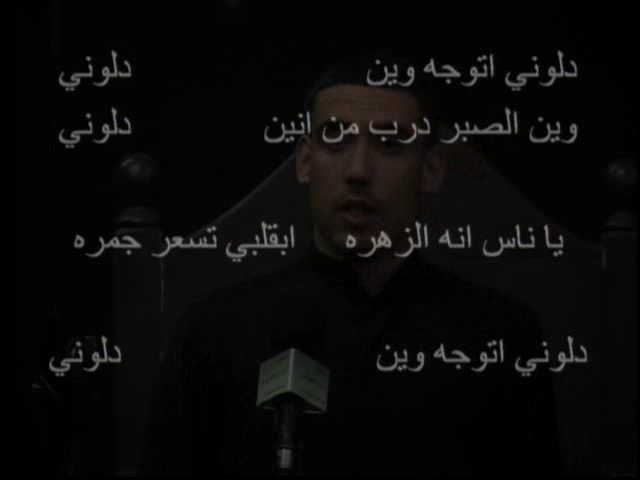 دلوني اتوجه وين دلوني
وين الصبر درب من انين دلوني
يا ناس انه الزهره ابقلبي تسعر جمره
دلوني اتوجه وين دلوني